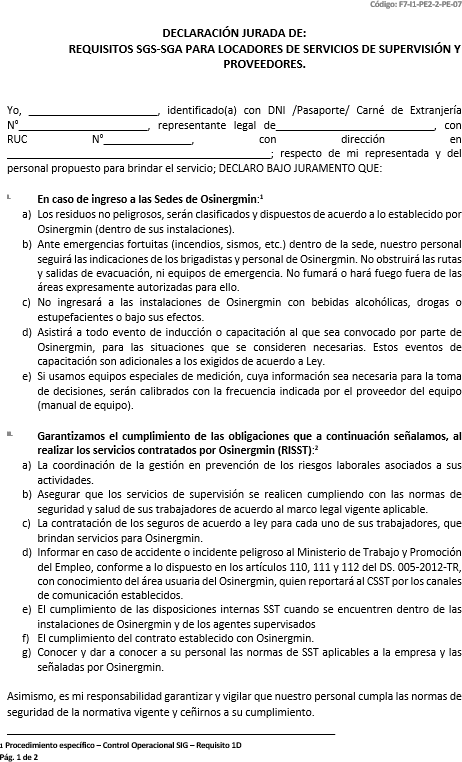 Código: F7-I1-PE2-2-PE-07
DECLARACIÓN JURADA DE:
REQUISITOS SGS-SGA PARA LOCADORES DE SERVICIOS DE SUPERVISIÓN Y
PROVEEDORES.
Yo, ______________________, identificado(a) con DNI /Pasaporte/ Carné de Extranjería
N°______________________, representante legal de___________________________, con
RUC N°_______________, con dirección en
_____________________________________________; respecto de mi representada y del
personal propuesto para brindar el servicio; DECLARO BAJO JURAMENTO QUE:
I. En caso de ingreso a las Sedes de Osinergmin:¹
a) Los residuos no peligrosos, serán clasificados y dispuestos de acuerdo a lo establecido por
Osinergmin (dentro de sus instalaciones).
b) Ante emergencias fortuitas (incendios, sismos, etc.) dentro de la sede, nuestro personal
seguirá las indicaciones de los brigadistas y personal de Osinergmin. No obstruirá las rutas
y salidas de evacuación, ni equipos de emergencia. No fumará o hará fuego fuera de las
áreas expresamente autorizadas para ello.
c) No ingresará a las instalaciones de Osinergmin con bebidas alcohólicas, drogas o
estupefacientes o bajo sus efectos.
d) Asistirá a todo evento de inducción o capacitación al que sea convocado por parte de
Osinergmin, para las situaciones que se consideren necesarias. Estos eventos de
capacitación son adicionales a los exigidos de acuerdo a Ley.
e) Si usamos equipos especiales de medición, cuya información sea necesaria para la toma
de decisiones, serán calibrados con la frecuencia indicada por el proveedor del equipo
(manual de equipo).
II. Garantizamos el cumplimiento de las obligaciones que a continuación señalamos, al
realizar los servicios contratados por Osinergmin (RISST):²
a) La coordinación de la gestión en prevención de los riesgos laborales asociados a sus
actividades.
b) Asegurar que los servicios de supervisión se realicen cumpliendo con las normas de
seguridad y salud de sus trabajadores de acuerdo al marco legal vigente aplicable.
c) La contratación de los seguros de acuerdo a ley para cada uno de sus trabajadores, que
brindan servicios para Osinergmin.
d) Informar en caso de accidente o incidente peligroso al Ministerio de Trabajo y Promoción
del Empleo, conforme a lo dispuesto en los artículos 110, 111 y 112 del DS. 005-2012-TR,
con conocimiento del área usuaria del Osinergmin, quien reportará al CSST por los canales
de comunicación establecidos.
e) El cumplimiento de las disposiciones internas SST cuando se encuentren dentro de las
instalaciones de Osinergmin y de los agentes supervisados
f) El cumplimiento del contrato establecido con Osinergmin.
g) Conocer y dar a conocer a su personal las normas de SST aplicables a la empresa y las
señaladas por Osinergmin.
Asimismo, es mi responsabilidad garantizar y vigilar que nuestro personal cumpla las normas de
seguridad de la normativa vigente y ceñirnos a su cumplimiento.
1 Procedimiento específico – Control Operacional SIG – Requisito 1D
Pág. 1 de 2